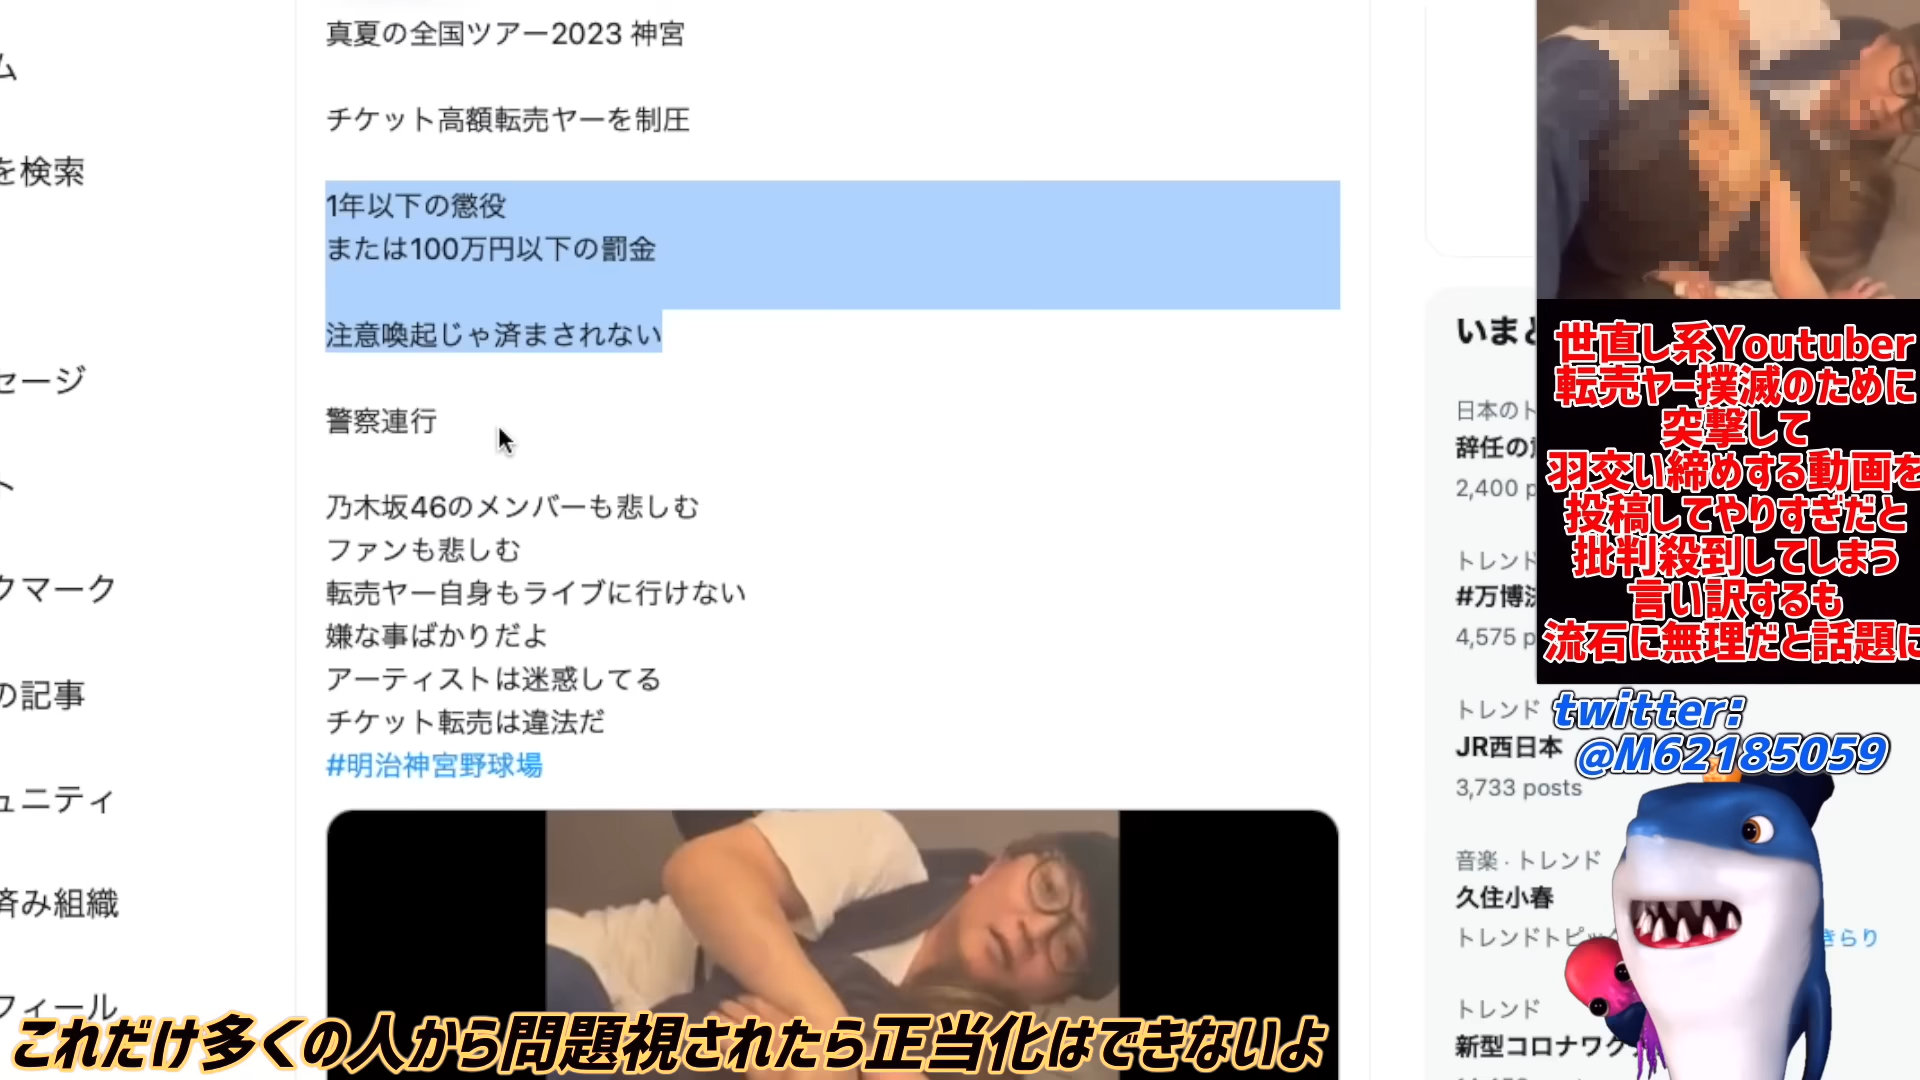 真夏の全国ツアー2023 神宮
チケット高額転売ヤーを制圧
1年以下の懲役
または100万円以下の罰金
注意喚起じゃ済まされない
警察連行
乃木坂46のメンバーも悲しむ
ファンも悲しむ
転売ヤー自身もライブに行けない
嫌な事ばかりだよ
アーティストは迷惑してる
チケット転売は違法だ
#明治神宮野球場
ム
を検索
セージ
ト
クマーク
の記事
ュニティ
済み組織
フィール
いまど
日本のト
辞任の意
2,400 p
トレンド
#万博
4,575 p
トレンド
JR西日本
3,733 posts
音楽・トレンド
久住小春
トレンドトピック
きらり
トレンド
新型コロナワク
世直し系Youtuber
転売ヤー撲滅のために
突撃して
羽交い締めする動画を
投稿してやりすぎだと
批判殺到してしまう
言い訳するも
流石に無理だと話題に
twitter:
@M62185059
これだけ多くの人から問題視されたら正当化はできないよ